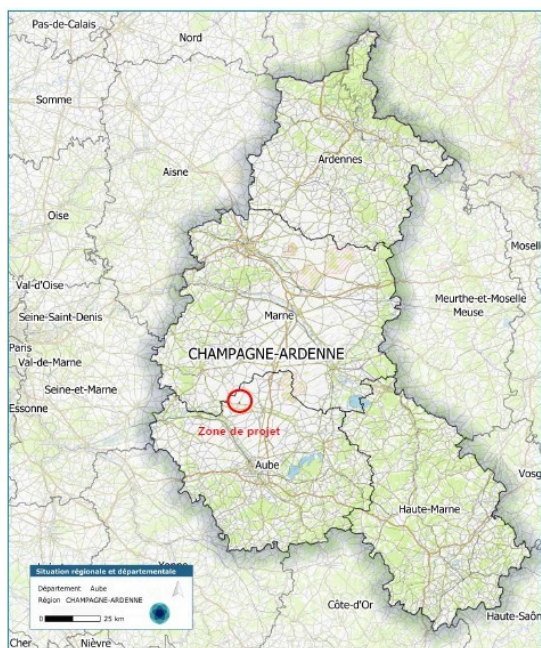 Pas-de-Calais
Nord
Somme
Ardennes
Aisne
Oise
Moselle
Val-d'Oise
Meurthe-et-Moselle
Meuse
Marne
Seine-Saint-Denis
Paris
CHAMPAGNE-ARDENNE
Val-de-Marne
Seine-et-Marne
Essonne
Zone de projet
Aube
Vosg
Haute-Marne
Situation régionale et départementale
Département Aube
Région CHAMPAGNE-ARDENNE
0 25 km
Côte-d'Or
Haute-Saôn
Cher
Nièvre